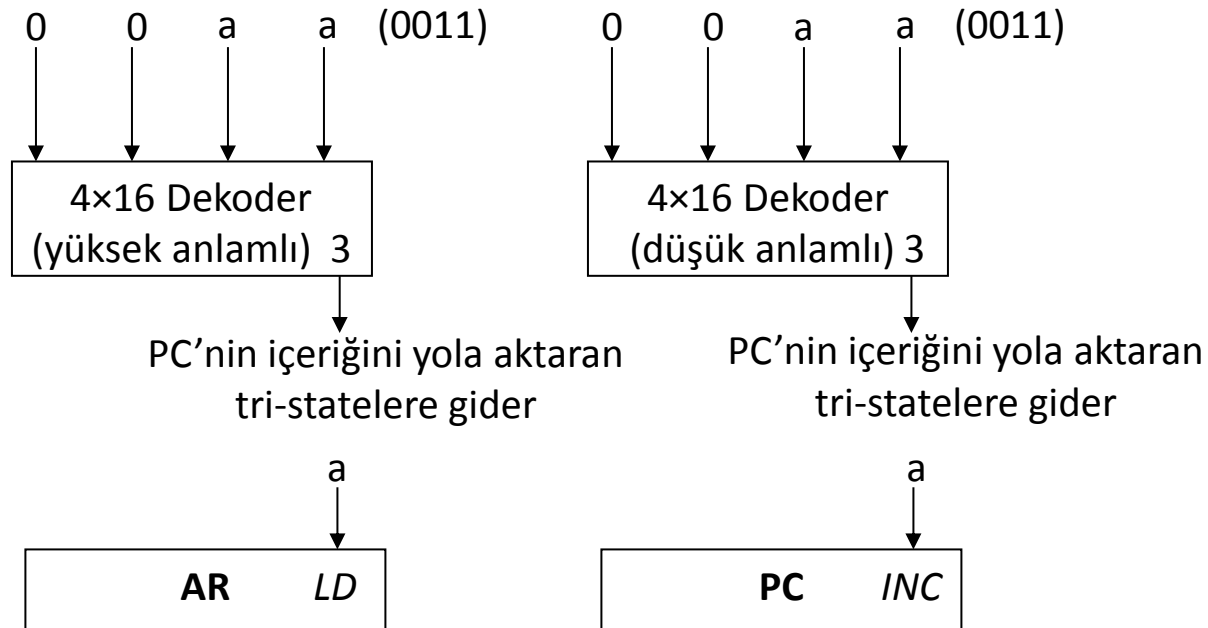 0 0 a a (0011) 0 0 a a (0011)
4×16 Dekoder
(yüksek anlamlı) 3
4×16 Dekoder
(düşük anlamlı) 3
PC’nin içeriğini yola aktaran
tri-statelere gider
PC’nin içeriğini yola aktaran
tri-statelere gider
a
a
AR LD
PC INC